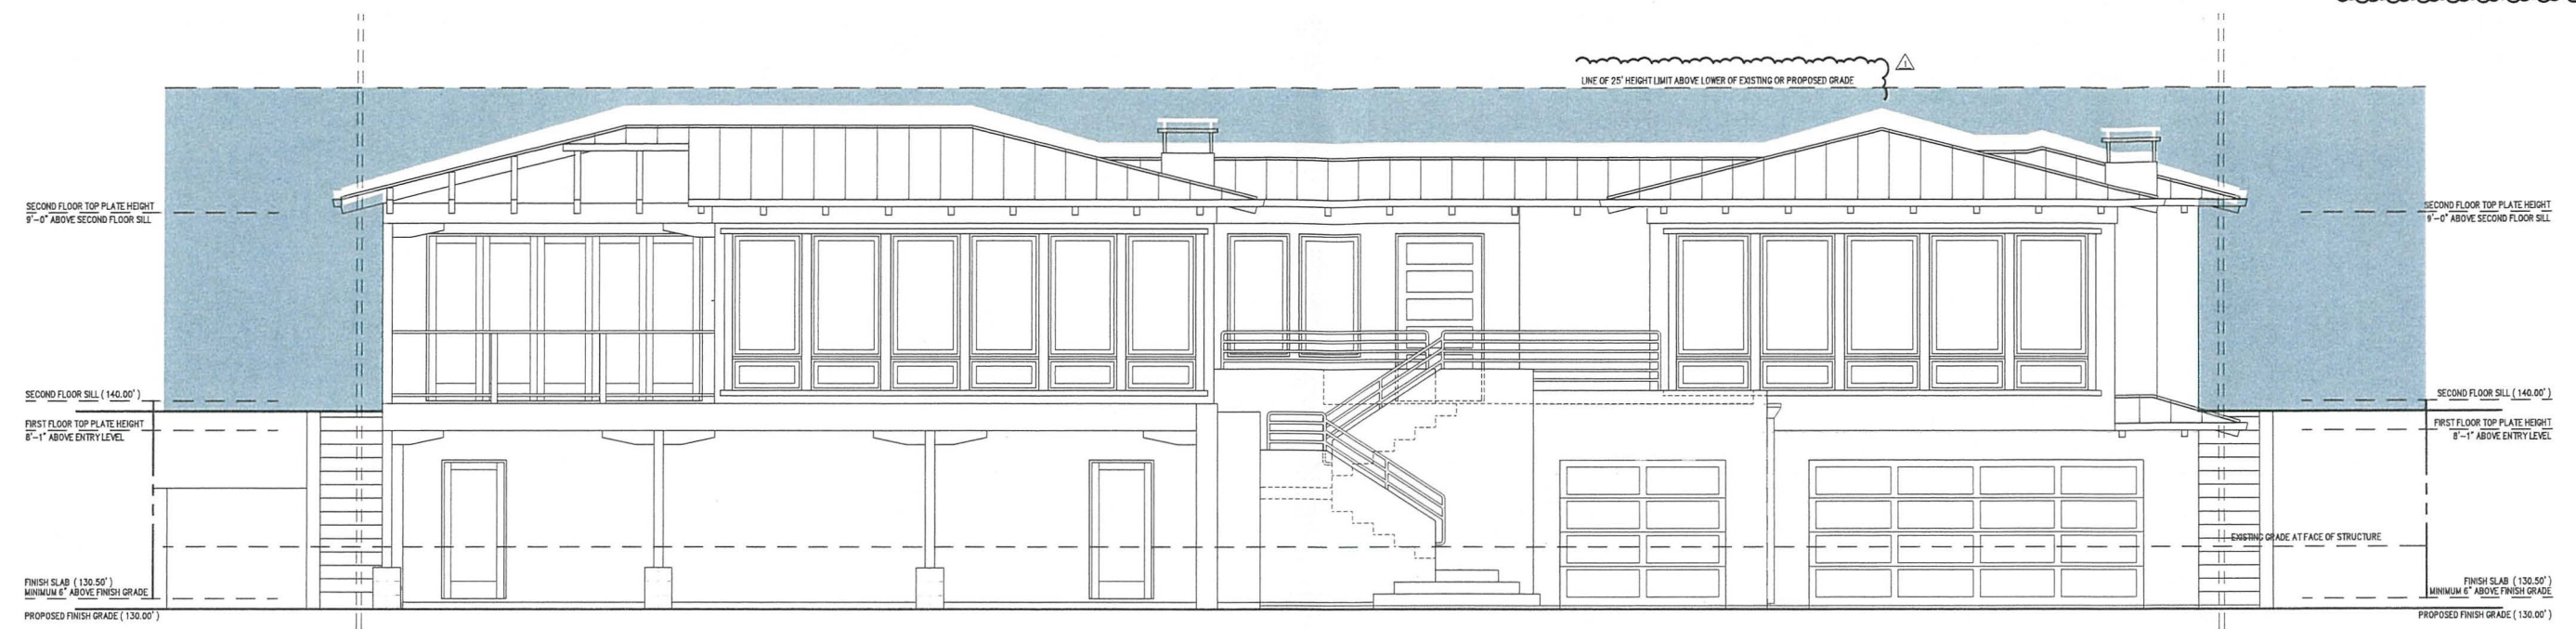 LINE OF 25' HEIGHT LIMIT ABOVE LOWER OF EXISTING OR PROPOSED GRADE
1
SECOND FLOOR TOP PLATE HEIGHT
9'-0" ABOVE SECOND FLOOR SILL
SECOND FLOOR SILL ( 140.00' )
FIRST FLOOR TOP PLATE HEIGHT
8'-1" ABOVE ENTRY LEVEL
FINISH SLAB ( 130.50' )
MINIMUM 6" ABOVE FINISH GRADE
PROPOSED FINISH GRADE ( 130.00' )
SECOND FLOOR TOP PLATE HEIGHT
9'-0" ABOVE SECOND FLOOR SILL
SECOND FLOOR SILL ( 140.00' )
FIRST FLOOR TOP PLATE HEIGHT
8'-1" ABOVE ENTRY LEVEL
EXISTING GRADE AT FACE OF STRUCTURE
FINISH SLAB ( 130.50' )
MINIMUM 6" ABOVE FINISH GRADE
PROPOSED FINISH GRADE ( 130.00' )